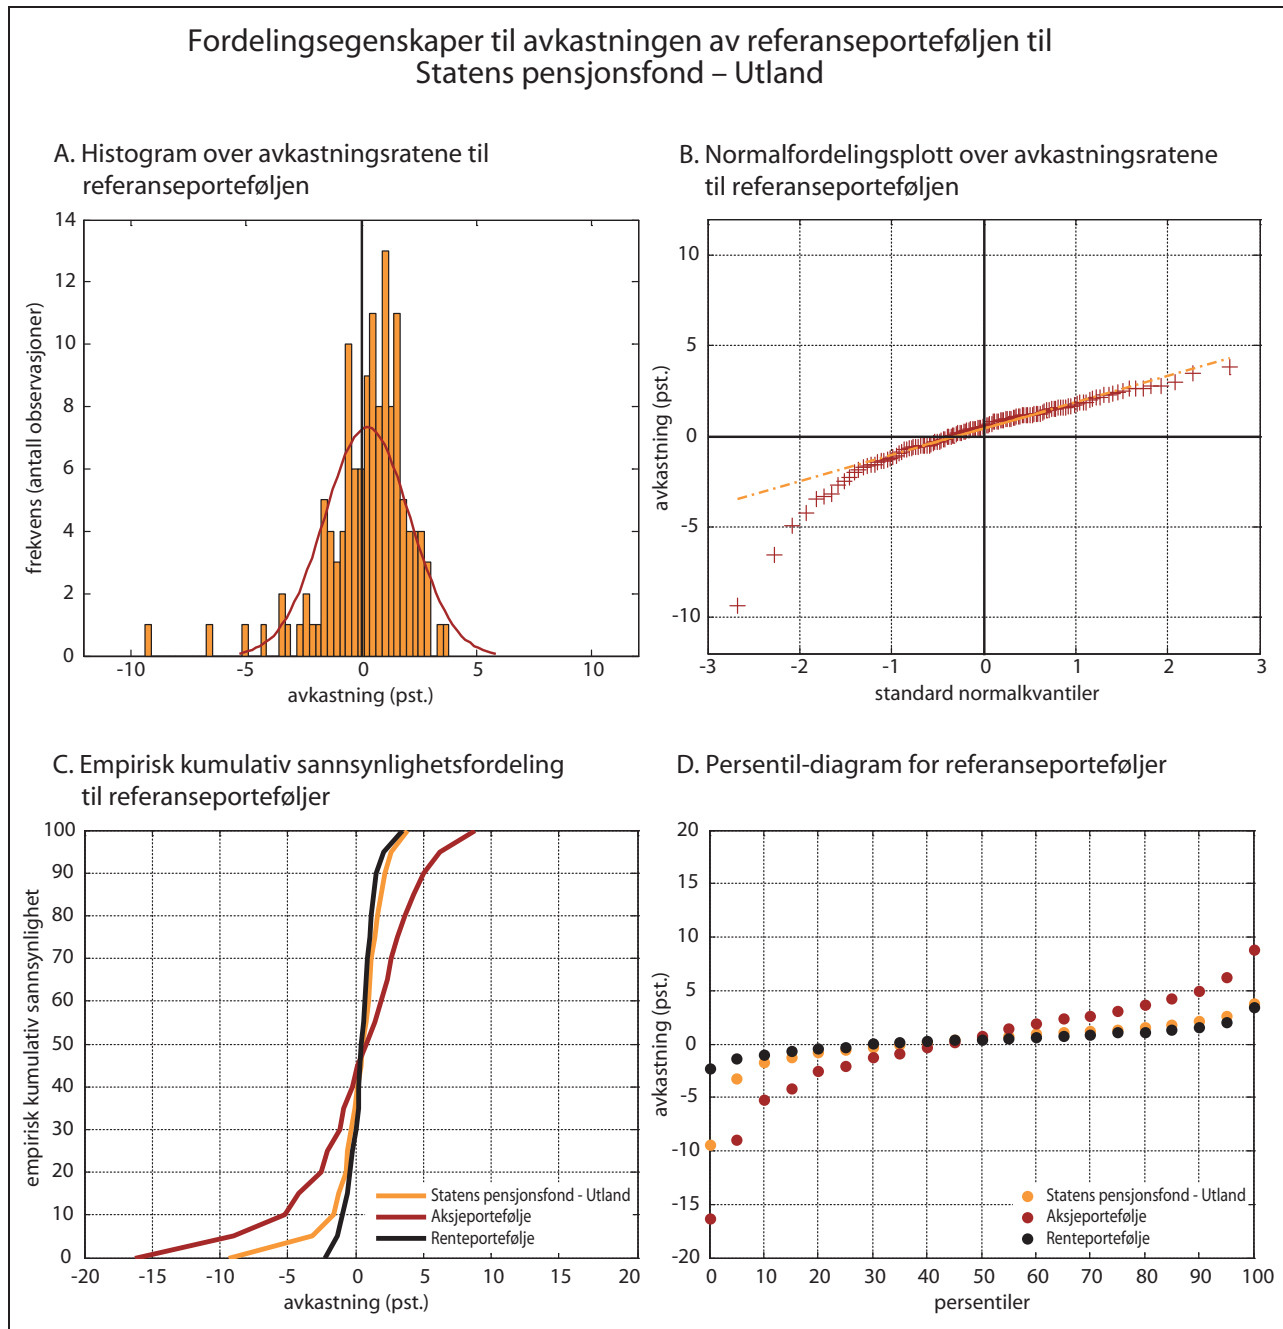 Fordelingsegenskaper til avkastningen av referanseporteføljen til
Statens pensjonsfond – Utland
A. Histogram over avkastningsratene til
referanseporteføljen
14
12
10
8
6
4
2
0
-10
-5
0
5
10
frekvens (antall observasjoner)
avkastning (pst.)
B. Normalfordelingsplott over avkastningsratene
til referanseporteføljen
10
5
0
-5
-10
-3
-2
-1
0
1
2
3
avkastning (pst.)
standard normalkvantiler
C. Empirisk kumulativ sannsynlighetsfordeling
til referanseporteføljer
100
90
80
70
60
50
40
30
20
10
0
-20
-15
-10
-5
0
5
10
15
20
empirisk kumulativ sannsynlighet
avkastning (pst.)
Statens pensjonsfond - Utland
Aksjeportefølje
Renteportefølje
D. Persentil-diagram for referanseporteføljer
20
15
10
5
0
-5
-10
-15
-20
0
10
20
30
40
50
60
70
80
90
100
avkastning (pst.)
persentiler
Statens pensjonsfond - Utland
Aksjeportefølje
Renteportefølje